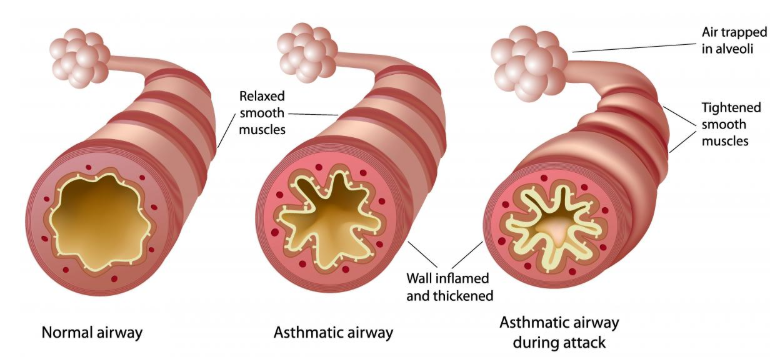 Air trapped
in alveoli
Relaxed
smooth
muscles
Tightened
smooth
muscles
Wall inflamed
and thickened
Normal airway
Asthmatic airway
Asthmatic airway
during attack